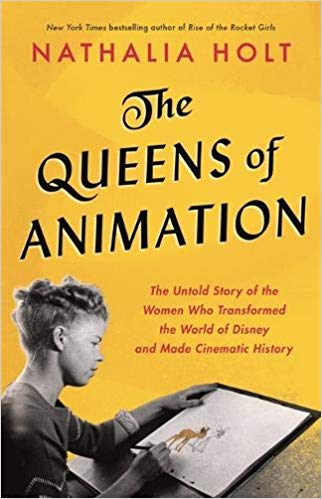 New York Times bestselling author of Rise of the Rocket Girls
NATHALIA HOLT
The
QUEENS of
ANIMATION
The Untold Story of the
Women Who Transformed
the World of Disney
and Made Cinematic History